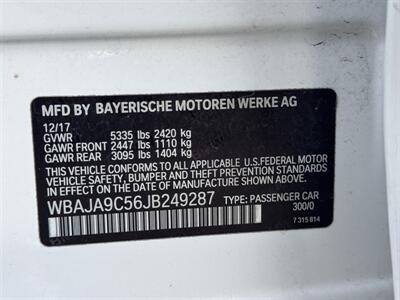 MFD BY BAYERISCHE MOTOREN WERKE AG
12/17
GVWR 5335 lbs 2420 kg
GAWR FRONT 2447 lbs 1110 kg
GAWR REAR 3095 lbs 1404 kg
THIS VEHICLE CONFORMS TO ALL APPLICABLE U.S. FEDERAL MOTOR
VEHICLE SAFETY, BUMPER AND THEFT PREVENTION STANDARDS
IN EFFECT ON THE DATE OF MANUFACTURE SHOWN ABOVE.
WBAJA9C56JB249287 TYPE: PASSENGER CAR
300/0
7 315 814